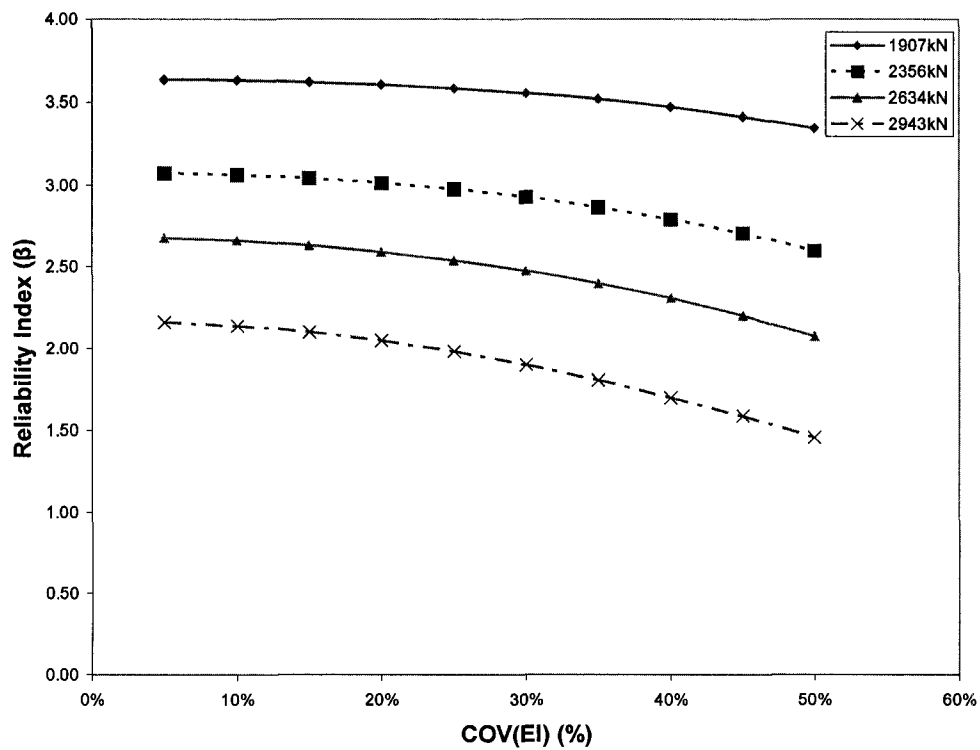 4.00
3.50
3.00
2.50
2.00
1.50
1.00
0.50
0.00
Reliability Index (β)
1907kN
2356kN
2634kN
2943kN
0% 10% 20% 30% 40% 50% 60%
COV(EI) (%)